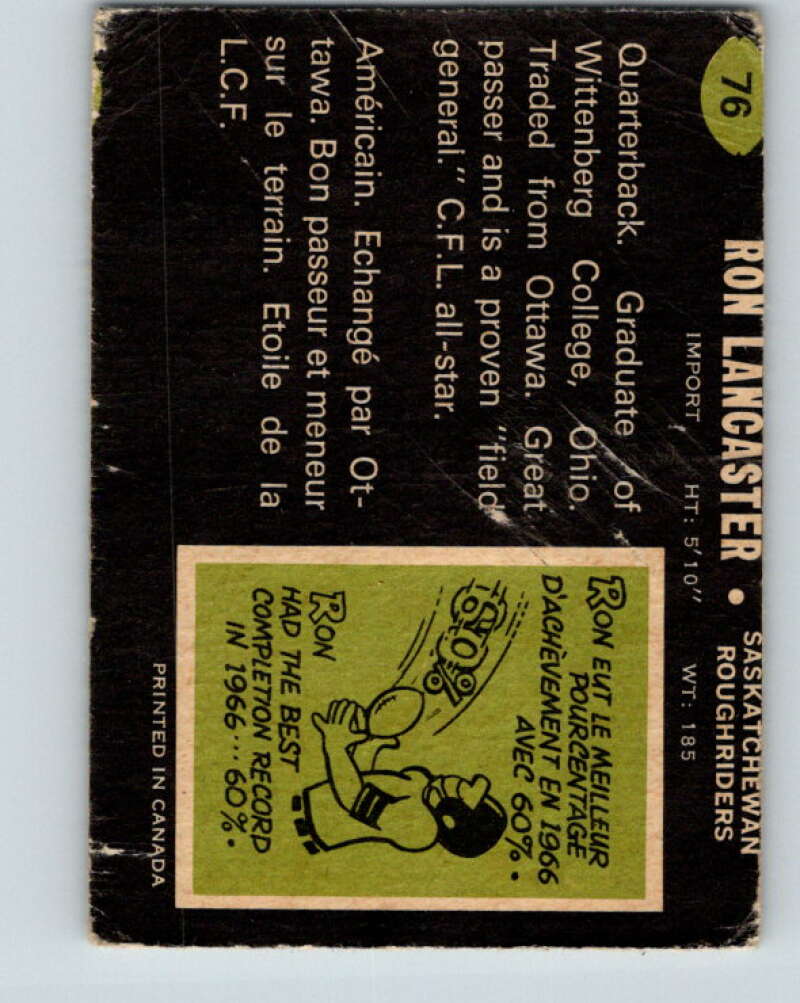 76
RON LANCASTER • SASKATCHEWAN
ROUGHRIDERS
IMPORT HT: 5'10" WT: 185
Quarterback. Graduate of
Wittenberg College, Ohio.
Traded from Ottawa. Great
passer and is a proven "field
general." C.F.L. all-star.
Américain. Echangé par Ot-
tawa. Bon passeur et meneur
sur le terrain. Etoile de la
L.C.F.
RON EUT LE MEILLEUR
POURCENTAGE
D'ACHÈVEMENT EN 1966
AVEC 60%.
RON
HAD THE BEST
COMPLETION RECORD
IN 1966... 60%.
PRINTED IN CANADA